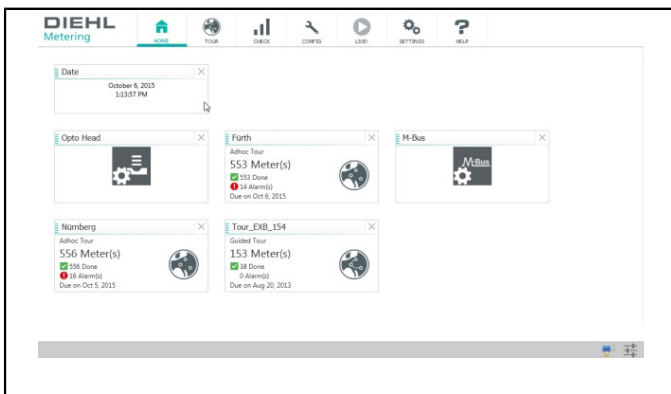 DIEHL
Metering
HOME
TOUR
CHECK
CONFIG
LIVE!
SETTINGS
HELP
Date
October 6, 2015
1:13:57 PM
Opto Head
Fürth
Adhoc Tour
553 Meter(s)
553 Done
14 Alarm(s)
Due on Oct 6, 2015
M-Bus
M-Bus
Nürnberg
Adhoc Tour
556 Meter(s)
556 Done
16 Alarm(s)
Due on Oct 5, 2015
Tour_EXB_154
Guided Tour
153 Meter(s)
38 Done
0 Alarm(s)
Due on Aug 20, 2013